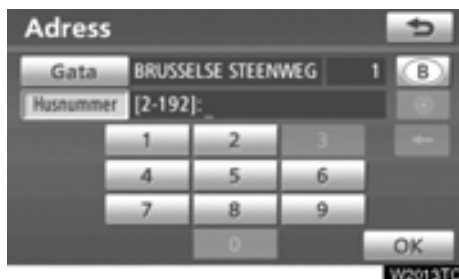 Adress
Gata BRUSSELSE STEENWEG 1 B
Husnummer [2-192]:_
1 2 3
4 5 6
7 8 9
0
OK
W2013TC